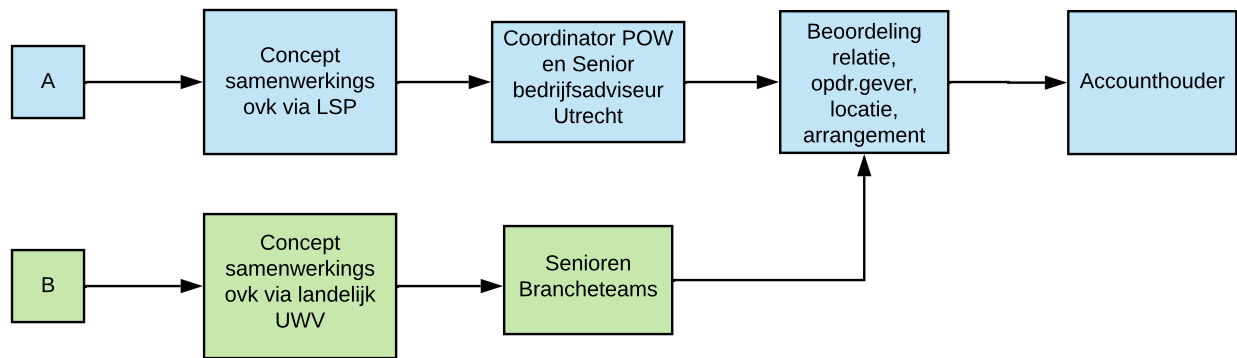 A
Concept
samenwerkings
ovk via LSP
Coordinator POW
en Senior
bedrijfsadviseur
Utrecht
Beoordeling
relatie,
opdr.gever,
locatie,
arrangement
Accounthouder
B
Concept
samenwerkings
ovk via landelijk
UWV
Senioren
Brancheteams